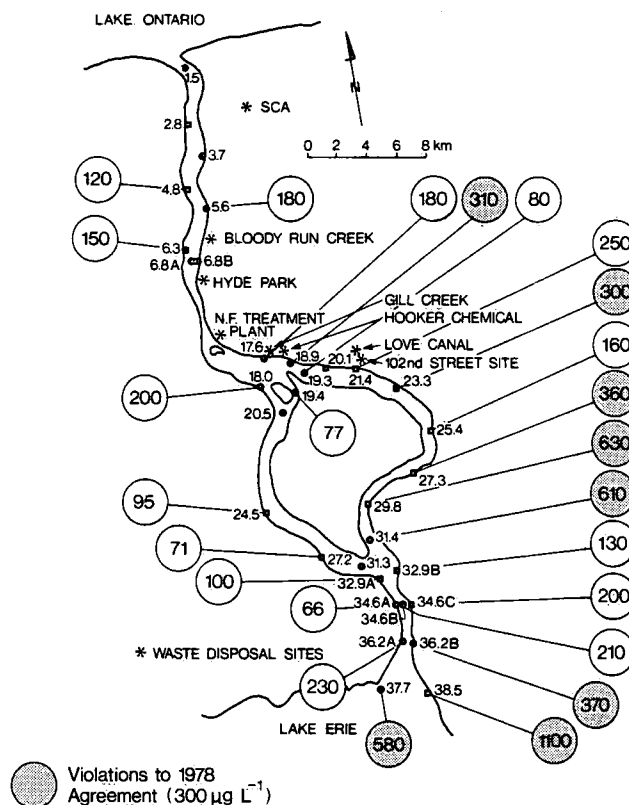 LAKE ONTARIO
1.5
* SCA
N
2.8
3.7
0 2 4 6 8
km
120
4.8
180
180
310
80
5.6
150
6.3
* BLOODY RUN CREEK
250
6.8A
6.8B
* HYDE PARK
GILL CREEK
300
N.F. TREATMENT
* PLANT
HOOKER CHEMICAL
* LOVE CANAL
17.6
18.9
20.1
* 102nd STREET SITE
160
18.0
19.3
21.4
23.3
200
19.4
360
20.5
77
25.4
630
27.3
95
24.5
29.8
610
31.4
71
27.2
31.3
32.9B
130
100
32.9A
66
34.6A
34.6C
200
34.6B
* WASTE DISPOSAL SITES
36.2A
36.2B
210
230
37.7
38.5
370
LAKE ERIE
580
1100
Violations to 1978
Agreement (300 µg L⁻¹)